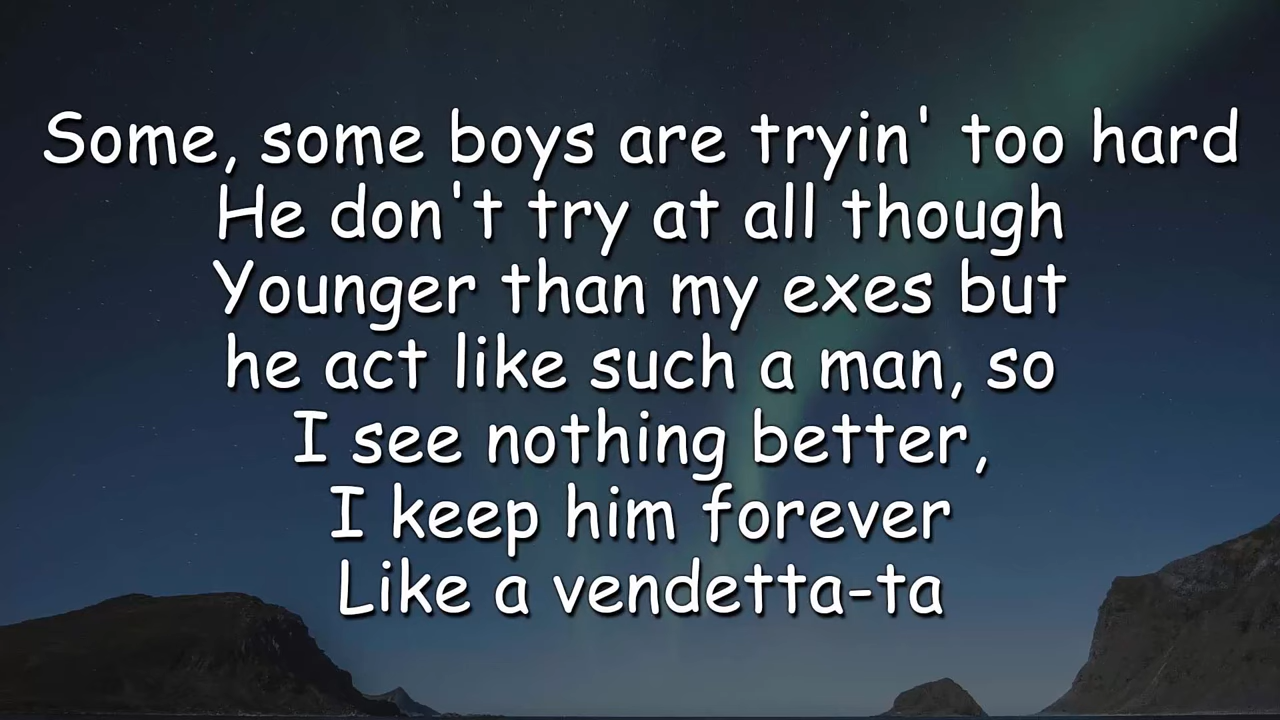 Some, some boys are tryin' too hard
He don't try at all though
Younger than my exes but
he act like such a man, so
I see nothing better,
I keep him forever
Like a vendetta-ta